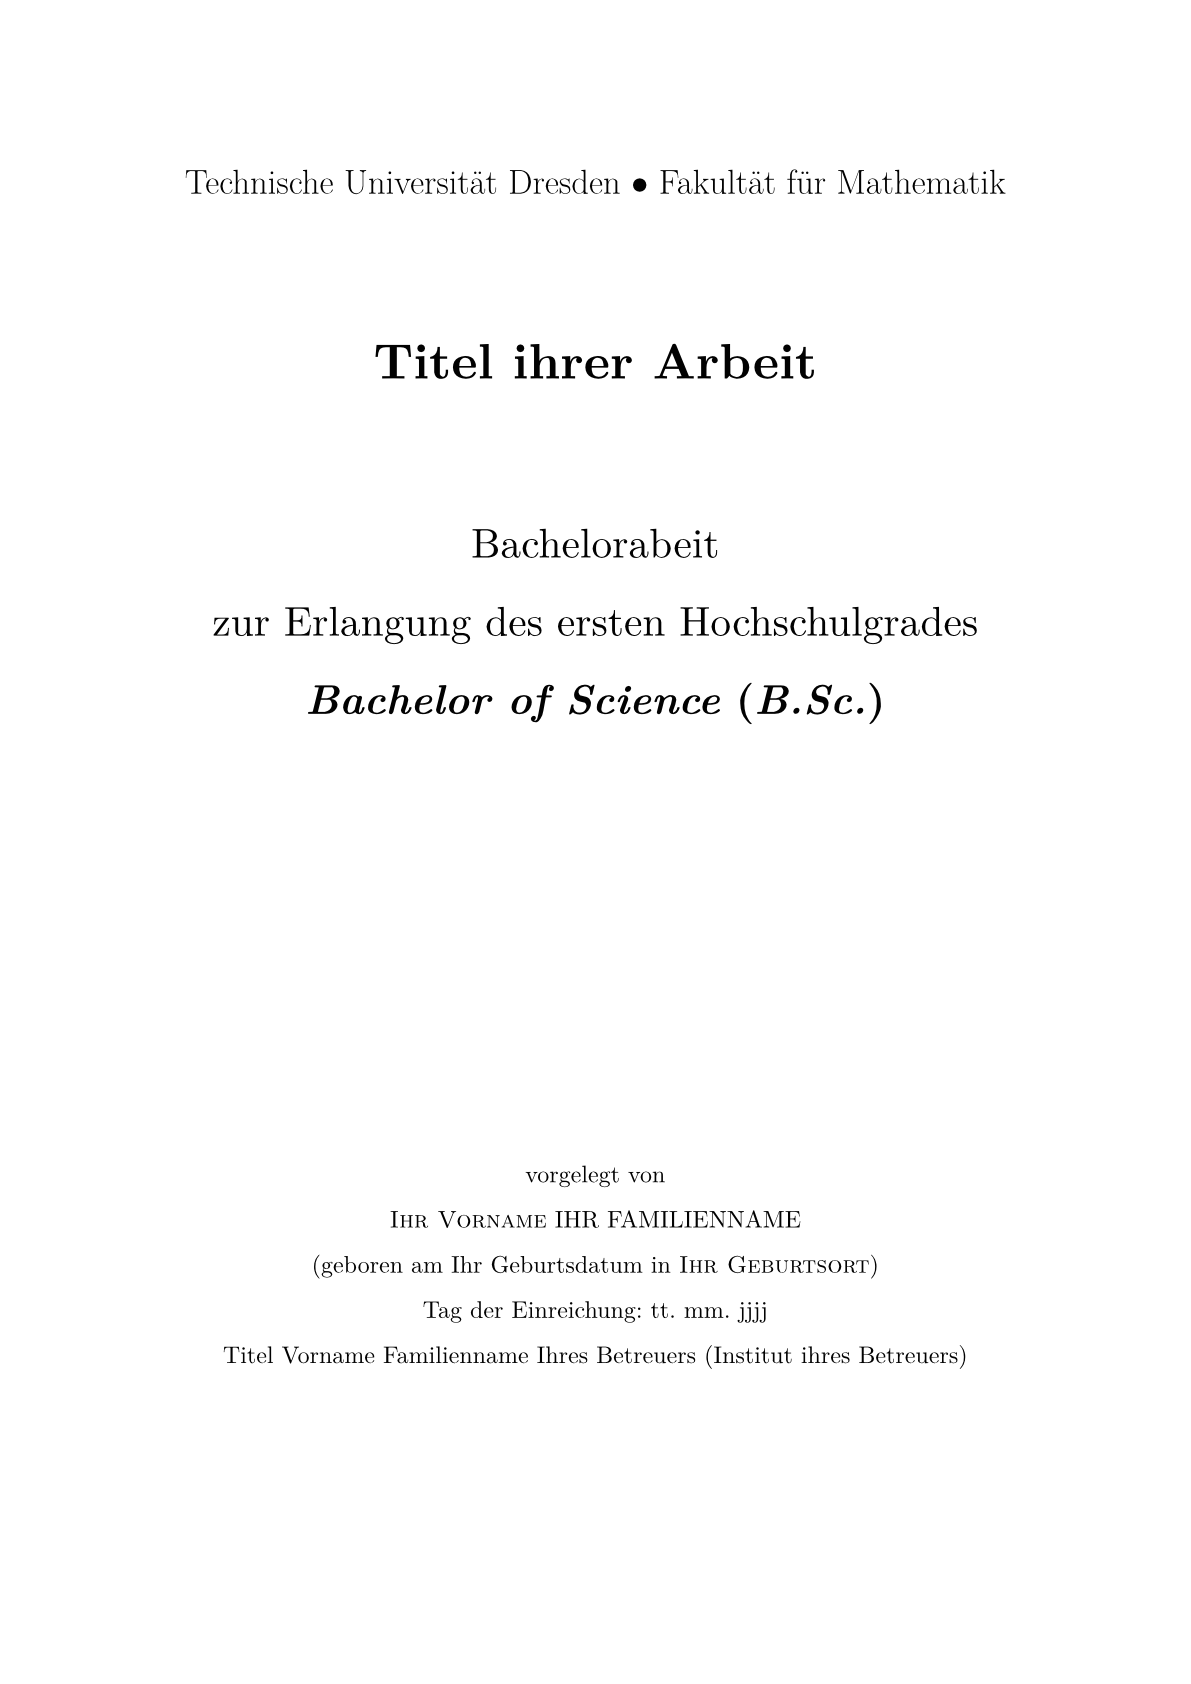 Technische Universität Dresden • Fakultät für Mathematik
Titel ihrer Arbeit
Bachelorabeit
zur Erlangung des ersten Hochschulgrades
Bachelor of Science (B.Sc.)
vorgelegt von
Ihr Vorname IHR FAMILIENNAME
(geboren am Ihr Geburtsdatum in Ihr Geburtsort)
Tag der Einreichung: tt. mm. jjjj
Titel Vorname Familienname Ihres Betreuers (Institut ihres Betreuers)